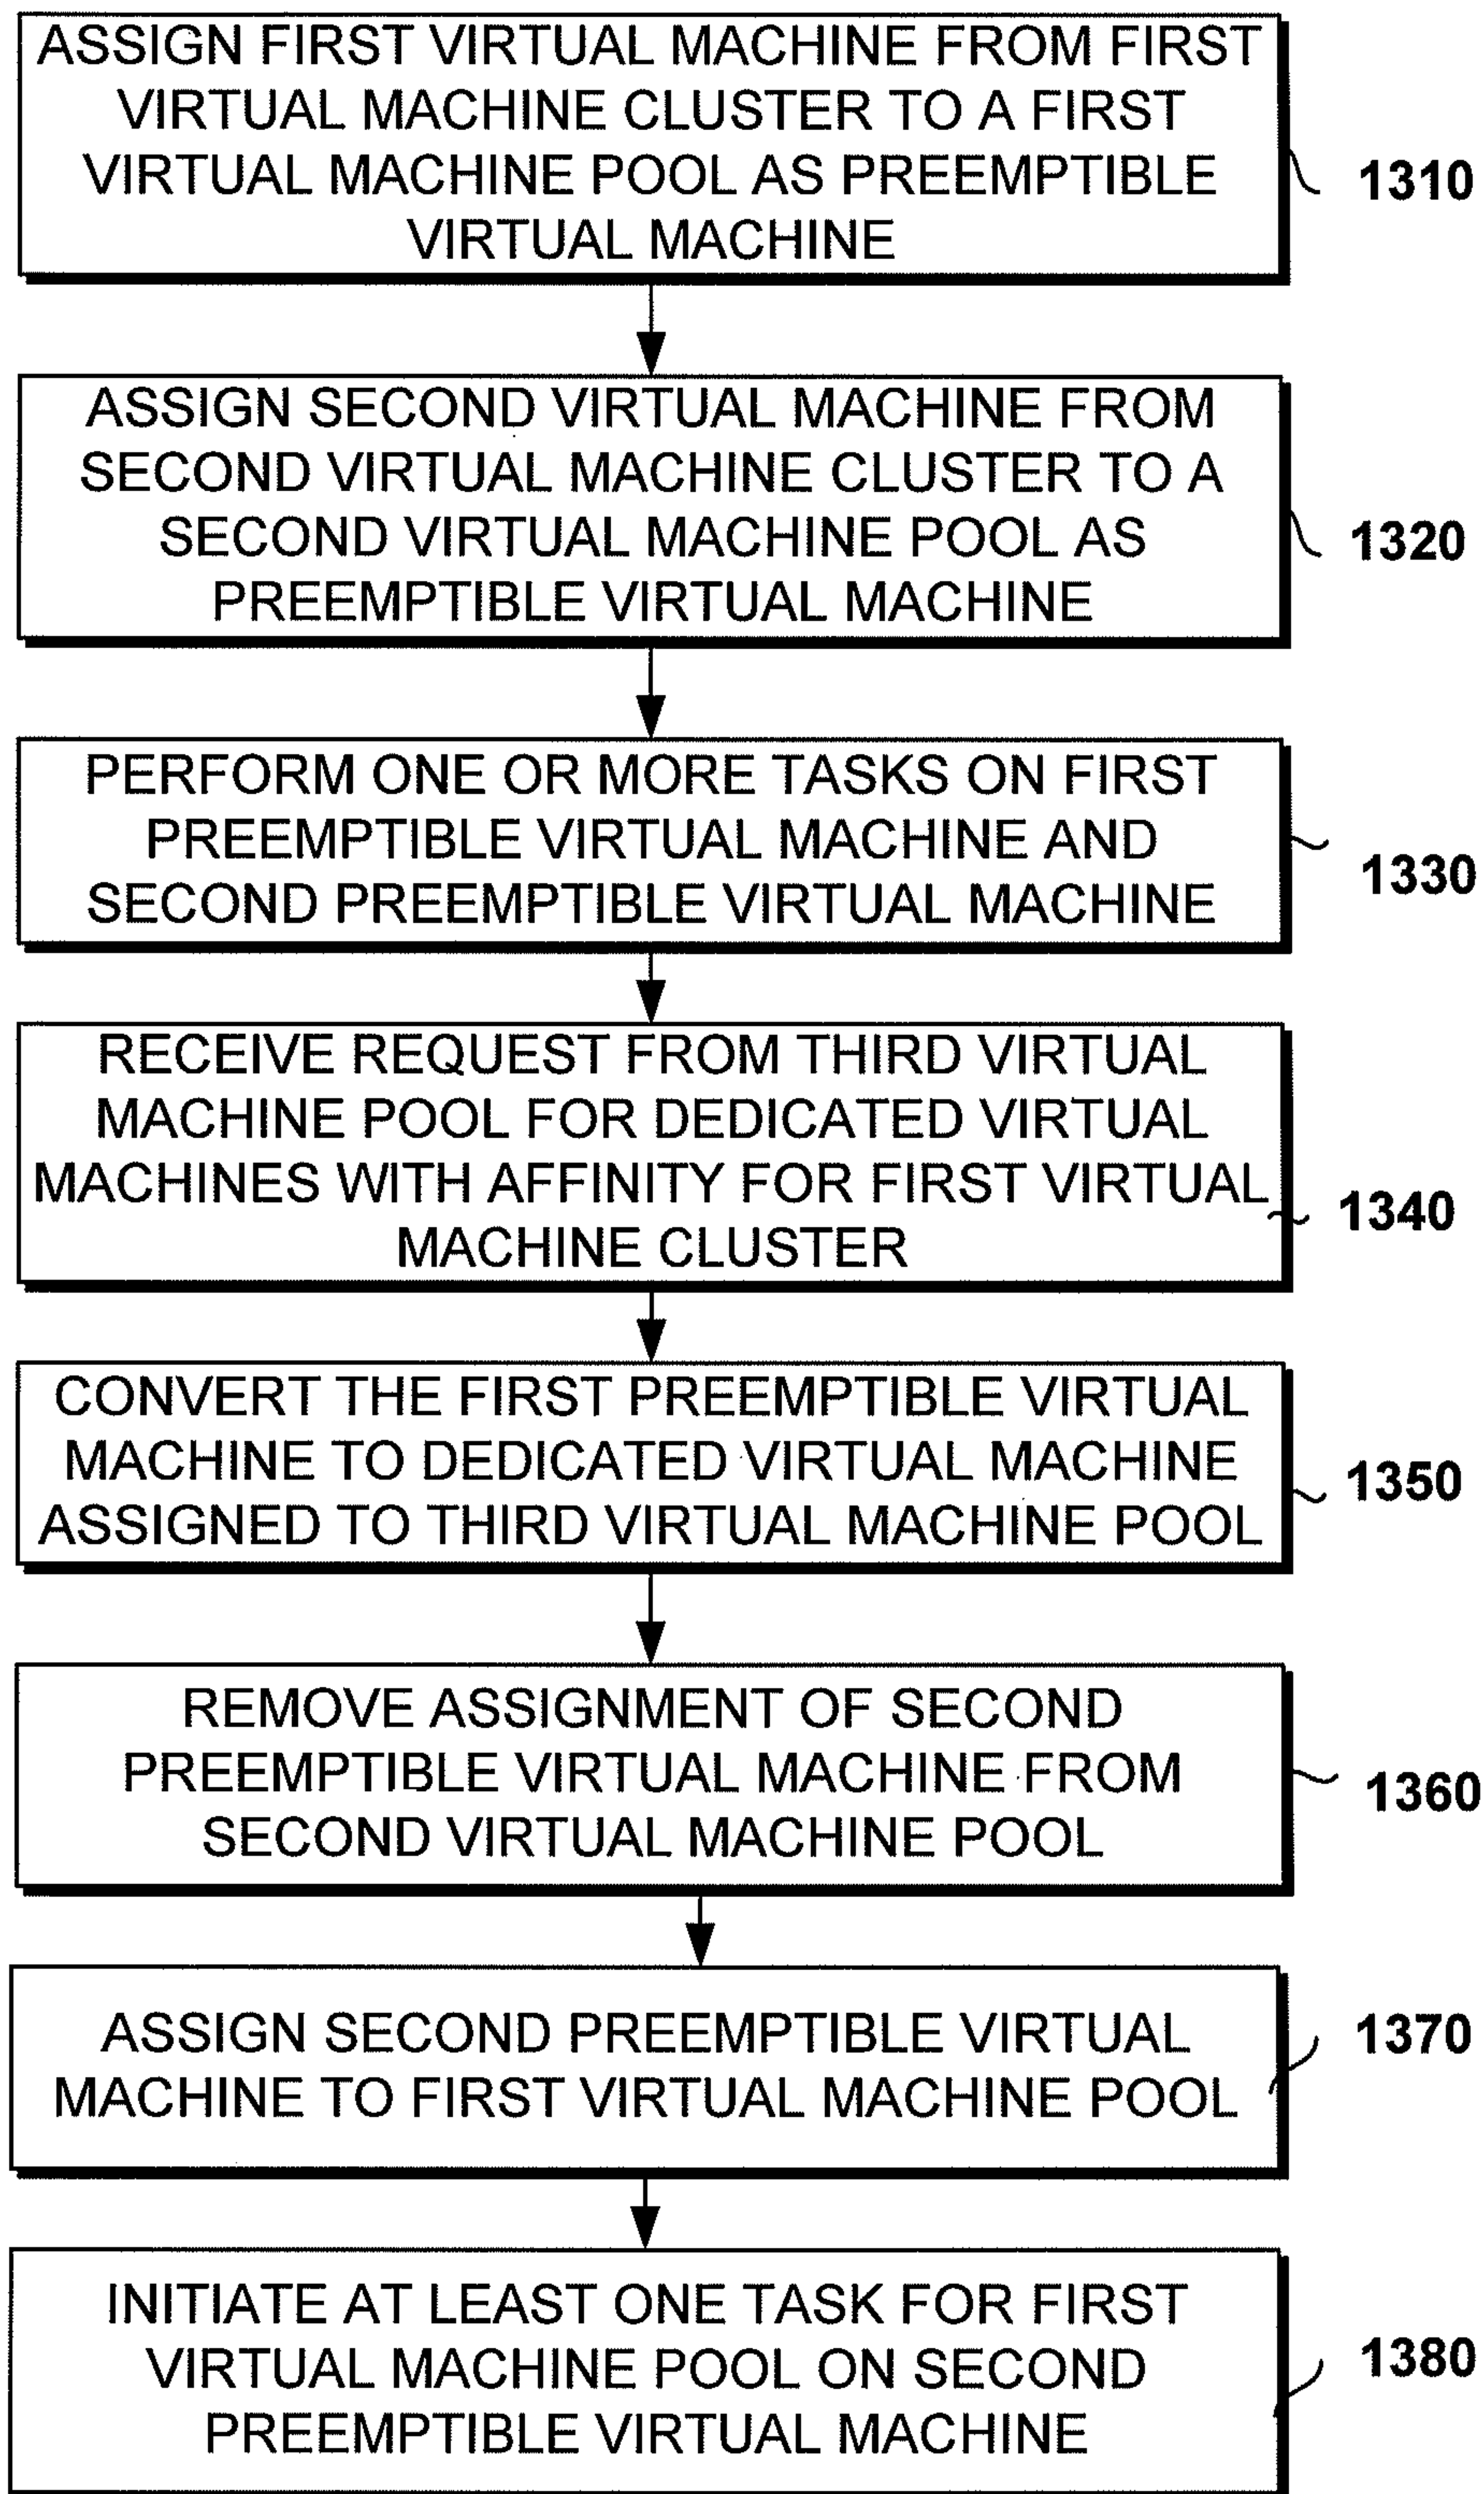 ASSIGN FIRST VIRTUAL MACHINE FROM FIRST
VIRTUAL MACHINE CLUSTER TO A FIRST
VIRTUAL MACHINE POOL AS PREEMPTIBLE
VIRTUAL MACHINE
1310
ASSIGN SECOND VIRTUAL MACHINE FROM
SECOND VIRTUAL MACHINE CLUSTER TO A
SECOND VIRTUAL MACHINE POOL AS
PREEMPTIBLE VIRTUAL MACHINE
1320
PERFORM ONE OR MORE TASKS ON FIRST
PREEMPTIBLE VIRTUAL MACHINE AND
SECOND PREEMPTIBLE VIRTUAL MACHINE
1330
RECEIVE REQUEST FROM THIRD VIRTUAL
MACHINE POOL FOR DEDICATED VIRTUAL
MACHINES WITH AFFINITY FOR FIRST VIRTUAL
MACHINE CLUSTER
1340
CONVERT THE FIRST PREEMPTIBLE VIRTUAL
MACHINE TO DEDICATED VIRTUAL MACHINE
ASSIGNED TO THIRD VIRTUAL MACHINE POOL
1350
REMOVE ASSIGNMENT OF SECOND
PREEMPTIBLE VIRTUAL MACHINE FROM
SECOND VIRTUAL MACHINE POOL
1360
ASSIGN SECOND PREEMPTIBLE VIRTUAL
MACHINE TO FIRST VIRTUAL MACHINE POOL
1370
INITIATE AT LEAST ONE TASK FOR FIRST
VIRTUAL MACHINE POOL ON SECOND
PREEMPTIBLE VIRTUAL MACHINE
1380